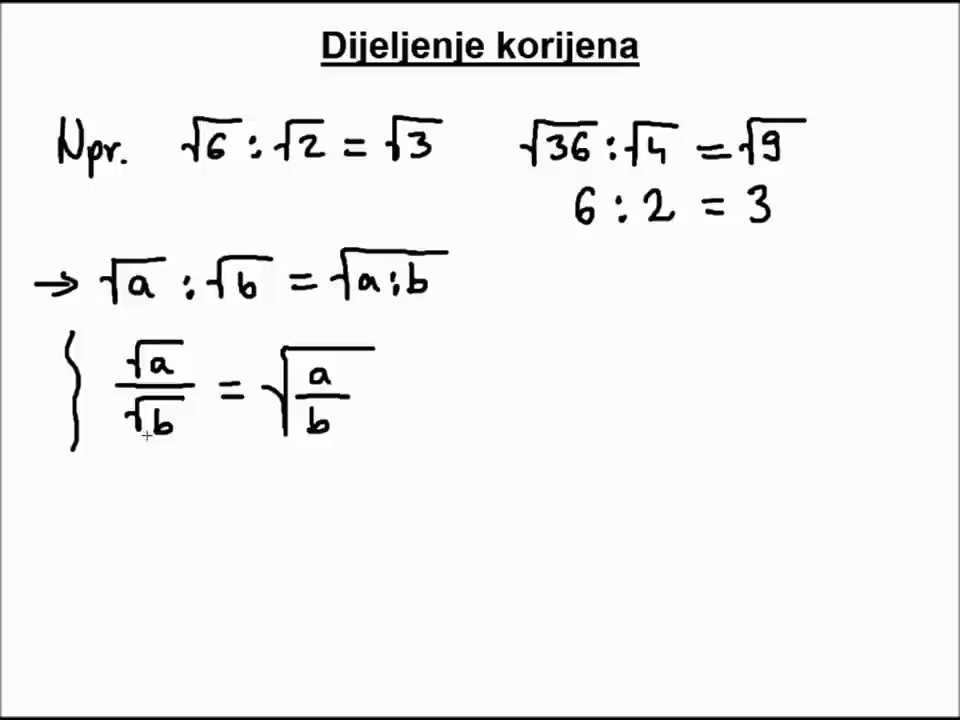 Dijeljenje korijena
Npr. √6 : √2 = √3 √36 : √4 = √9
6 : 2 = 3
→ √a : √b = √a:b
√a/√b = √(a/b)